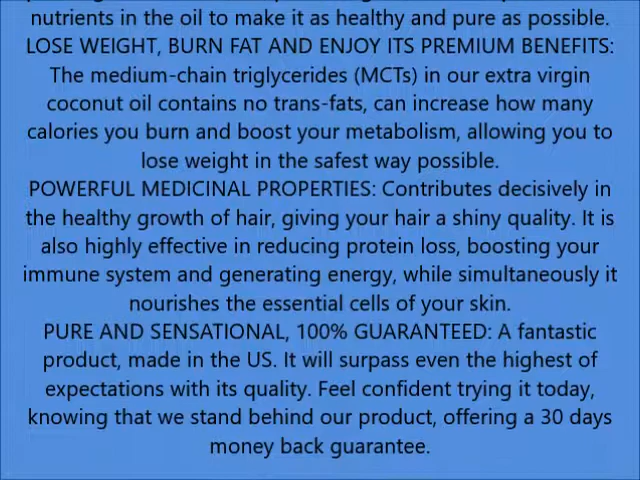 nutrients in the oil to make it as healthy and pure as possible.
LOSE WEIGHT, BURN FAT AND ENJOY ITS PREMIUM BENEFITS:
The medium-chain triglycerides (MCTs) in our extra virgin
coconut oil contains no trans-fats, can increase how many
calories you burn and boost your metabolism, allowing you to
lose weight in the safest way possible.
POWERFUL MEDICINAL PROPERTIES: Contributes decisively in
the healthy growth of hair, giving your hair a shiny quality. It is
also highly effective in reducing protein loss, boosting your
immune system and generating energy, while simultaneously it
nourishes the essential cells of your skin.
PURE AND SENSATIONAL, 100% GUARANTEED: A fantastic
product, made in the US. It will surpass even the highest of
expectations with its quality. Feel confident trying it today,
knowing that we stand behind our product, offering a 30 days
money back guarantee.